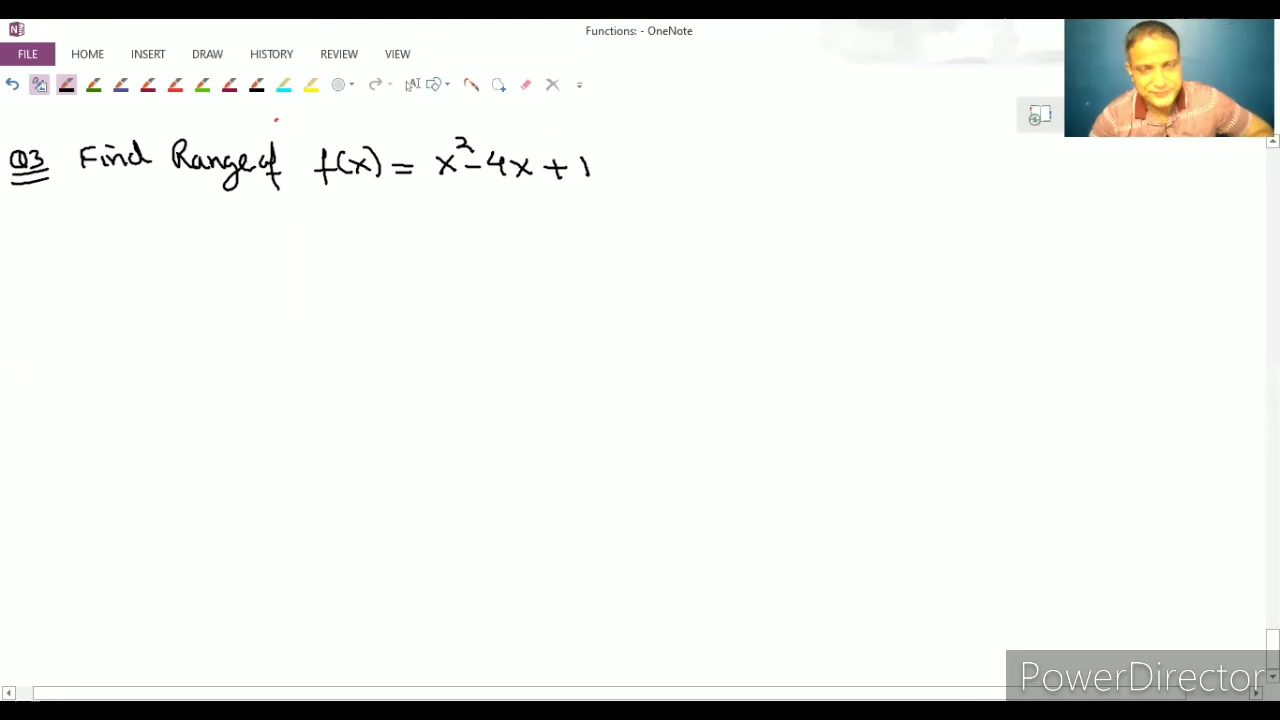 Functions: - OneNote
FILE HOME INSERT DRAW HISTORY REVIEW VIEW
Q3 Find Range of f(x) = x² - 4x + 1
PowerDirector